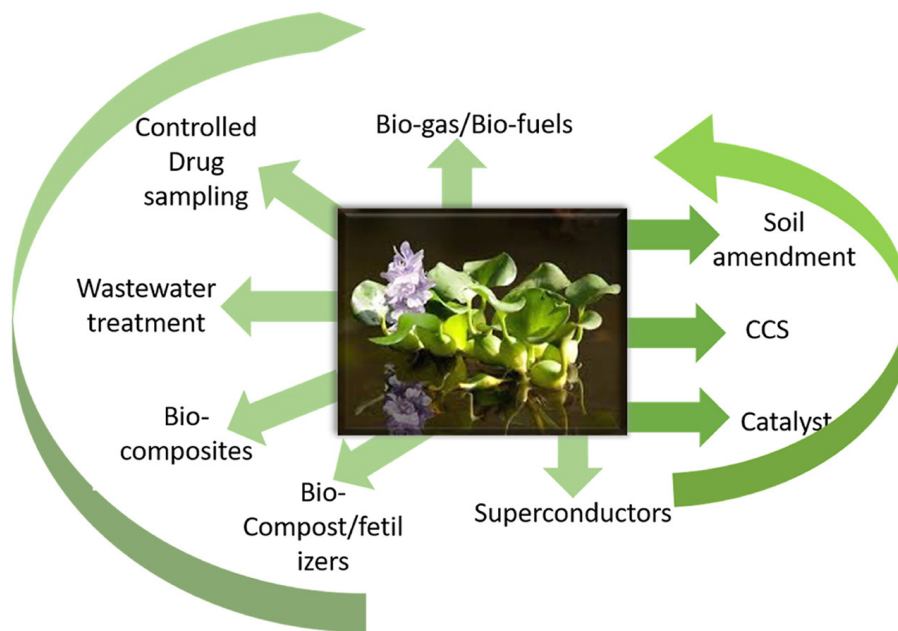 Bio-gas/Bio-fuels
Controlled
Drug
sampling
Wastewater
treatment
Bio-
composites
Bio-
Compost/fetil
izers
Superconductors
Soil
amendment
CCS
Catalyst